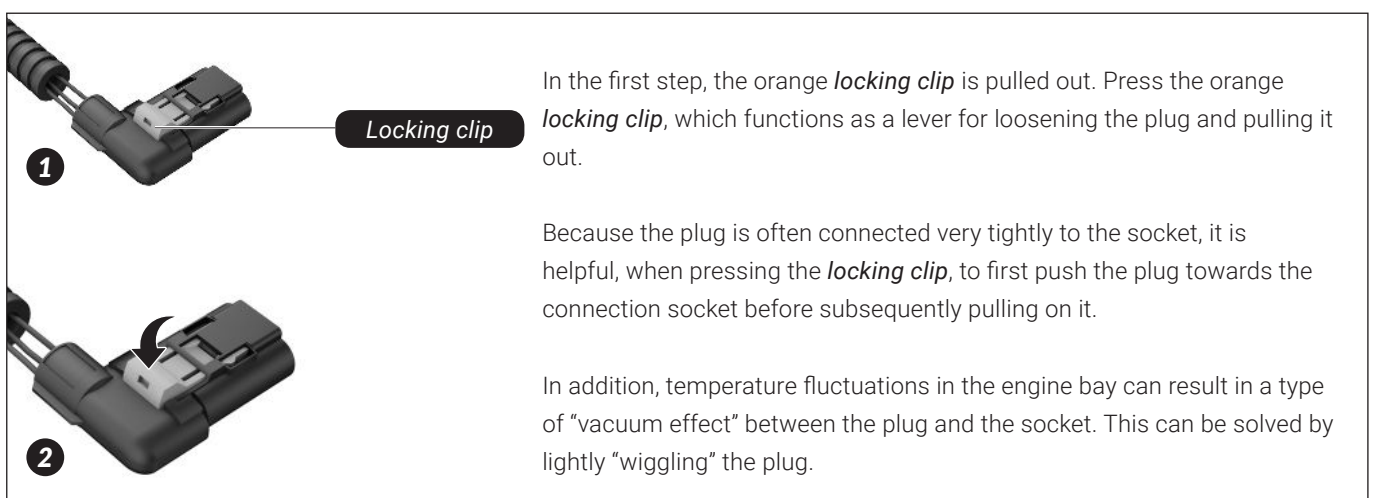 In the first step, the orange locking clip is pulled out. Press the orange
Locking clip
locking clip, which functions as a lever for loosening the plug and pulling it
out.
1
Because the plug is often connected very tightly to the socket, it is
helpful, when pressing the locking clip, to first push the plug towards the
connection socket before subsequently pulling on it.
In addition, temperature fluctuations in the engine bay can result in a type
of “vacuum effect” between the plug and the socket. This can be solved by
lightly “wiggling” the plug.
2